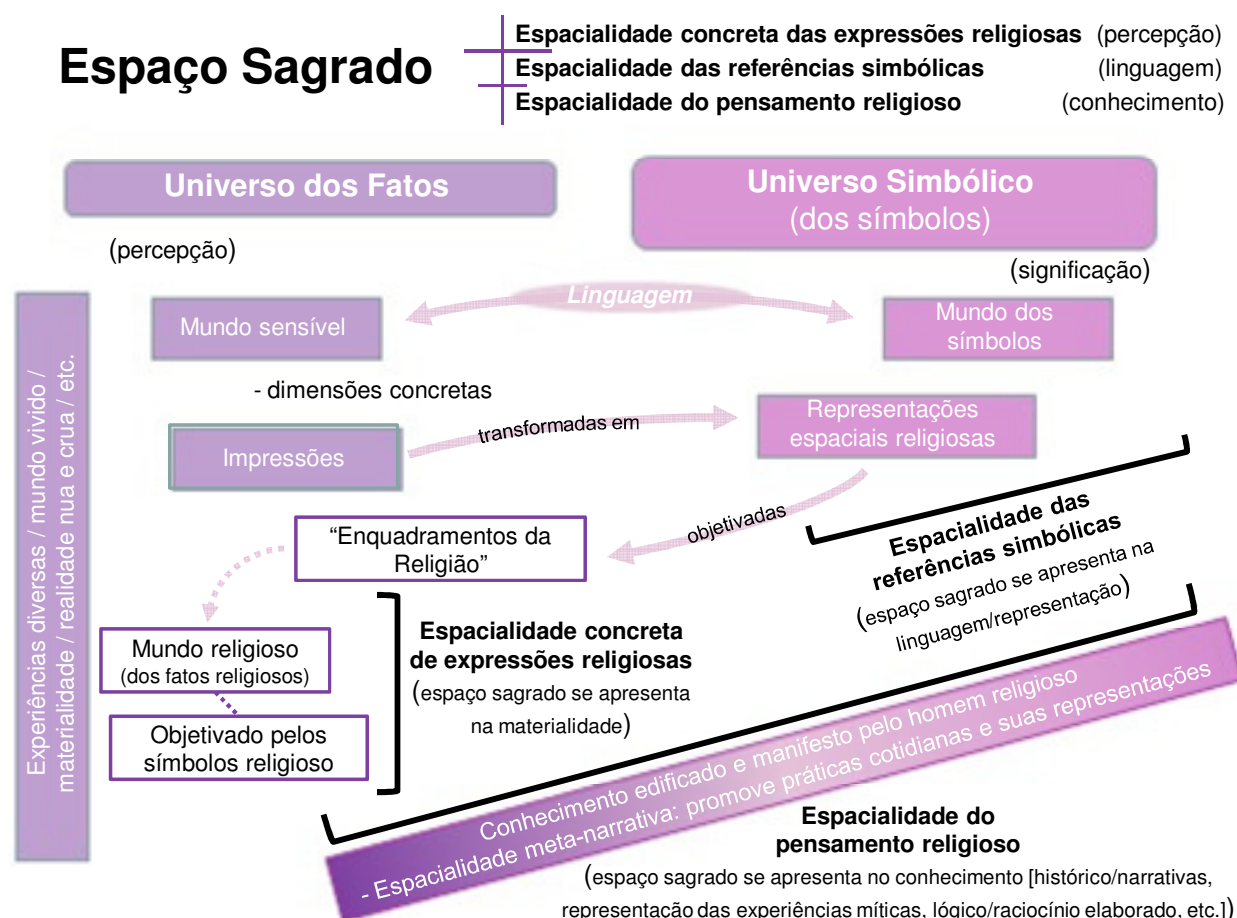 Espaço Sagrado
Espacialidade concreta das expressões religiosas (percepção)
Espacialidade das referências simbólicas (linguagem)
Espacialidade do pensamento religioso (conhecimento)
Universo dos Fatos
Universo Simbólico
(dos símbolos)
(percepção)
(significação)
Experiências diversas / mundo vivido /
materialidade / realidade nua e crua / etc.
Linguagem
Mundo sensível
Mundo dos
símbolos
- dimensões concretas
Impressões
transformadas em
Representações
espaciais religiosas
objetivadas
“Enquadramentos da
Religião”
Espacialidade das
referências simbólicas
(espaço sagrado se apresenta na
linguagem/representação)
Mundo religioso
(dos fatos religiosos)
Objetivado pelos
símbolos religioso
Espacialidade concreta
de expressões religiosas
(espaço sagrado se apresenta
na materialidade)
Conhecimento edificado e manifesto pelo homem religioso
- Espacialidade meta-narrativa: promove práticas cotidianas e suas representações
Espacialidade do
pensamento religioso
(espaço sagrado se apresenta no conhecimento [histórico/narrativas,
representação das experiências míticas, lógico/raciocínio elaborado, etc.])